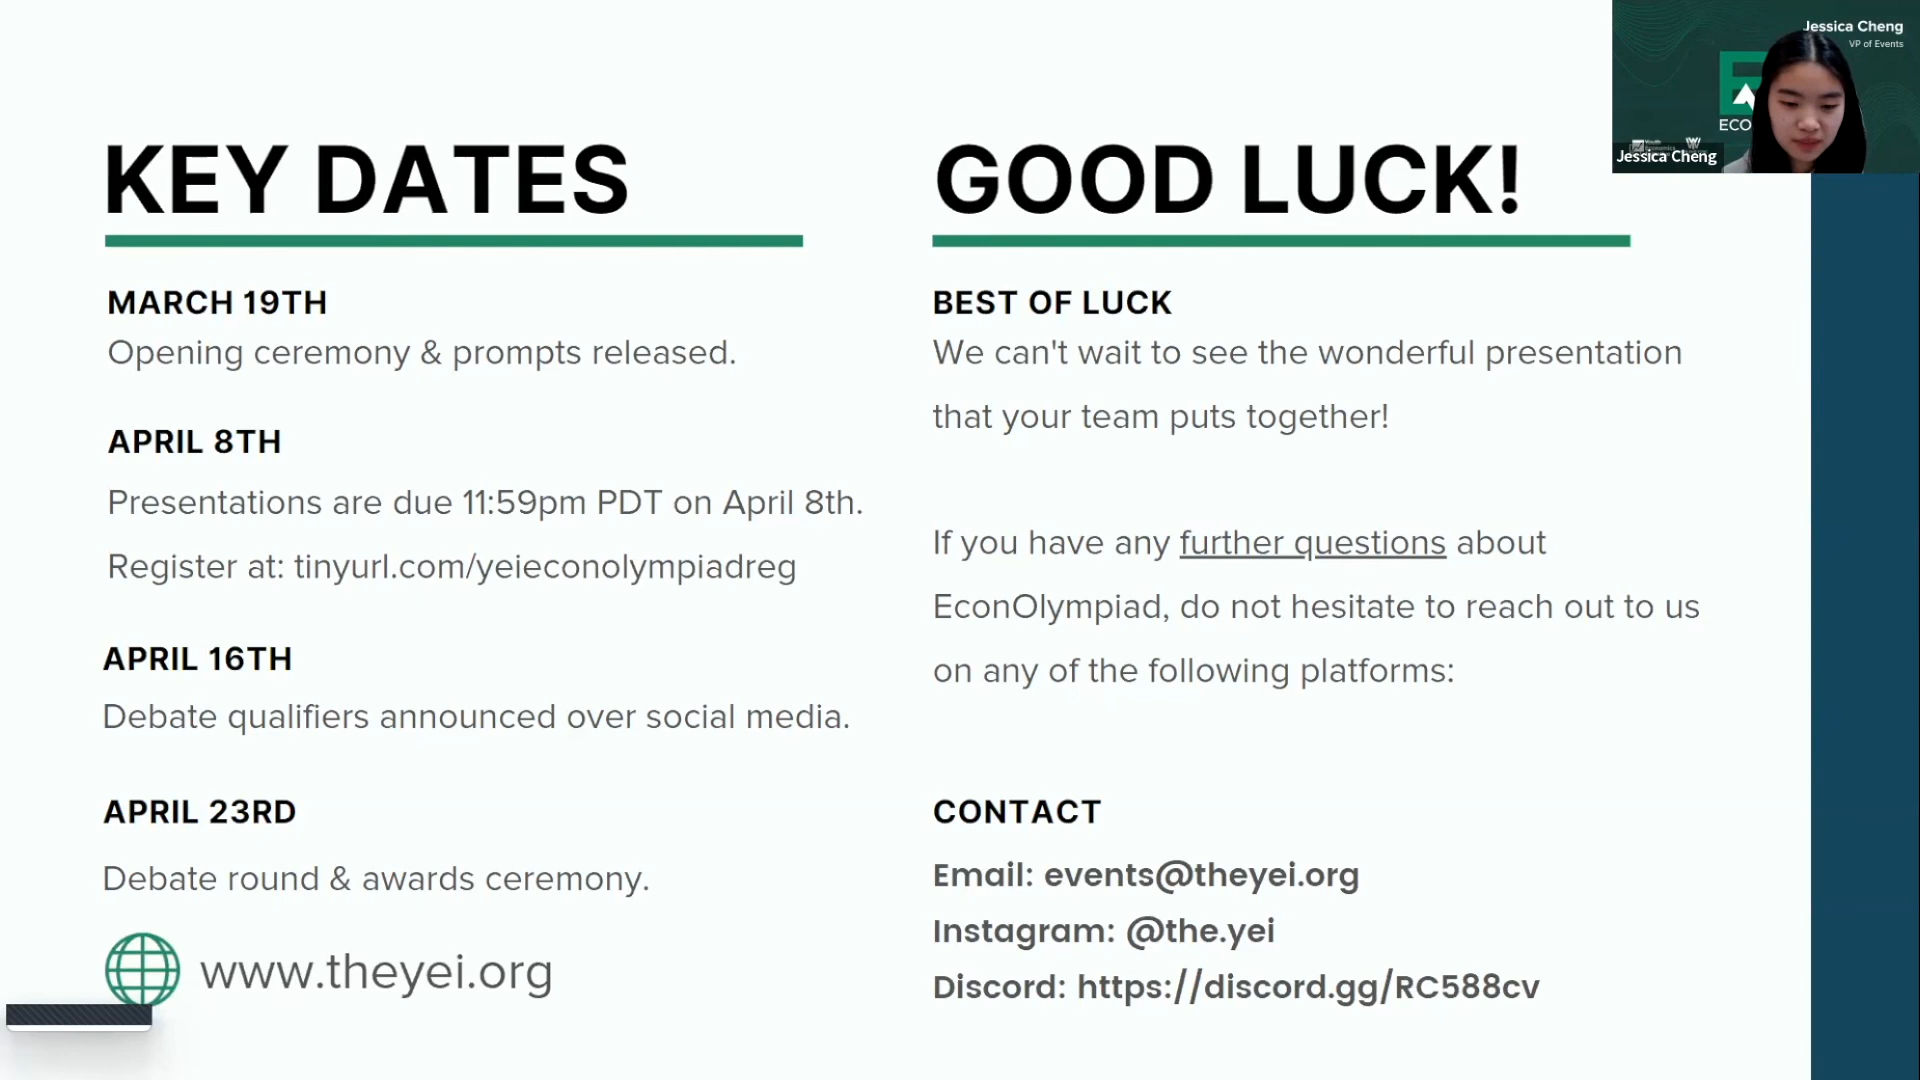 KEY DATES
MARCH 19TH
Opening ceremony & prompts released.
APRIL 8TH
Presentations are due 11:59pm PDT on April 8th.
Register at: tinyurl.com/yeieconolympiadreg
APRIL 16TH
Debate qualifiers announced over social media.
APRIL 23RD
Debate round & awards ceremony.
www.theyei.org
GOOD LUCK!
BEST OF LUCK
We can't wait to see the wonderful presentation
that your team puts together!
If you have any further questions about
EconOlympiad, do not hesitate to reach out to us
on any of the following platforms:
CONTACT
Email: events@theyei.org
Instagram: @the.yei
Discord: https://discord.gg/RC588cv
Jessica Cheng
VP of Events
ECO
Jessica Cheng